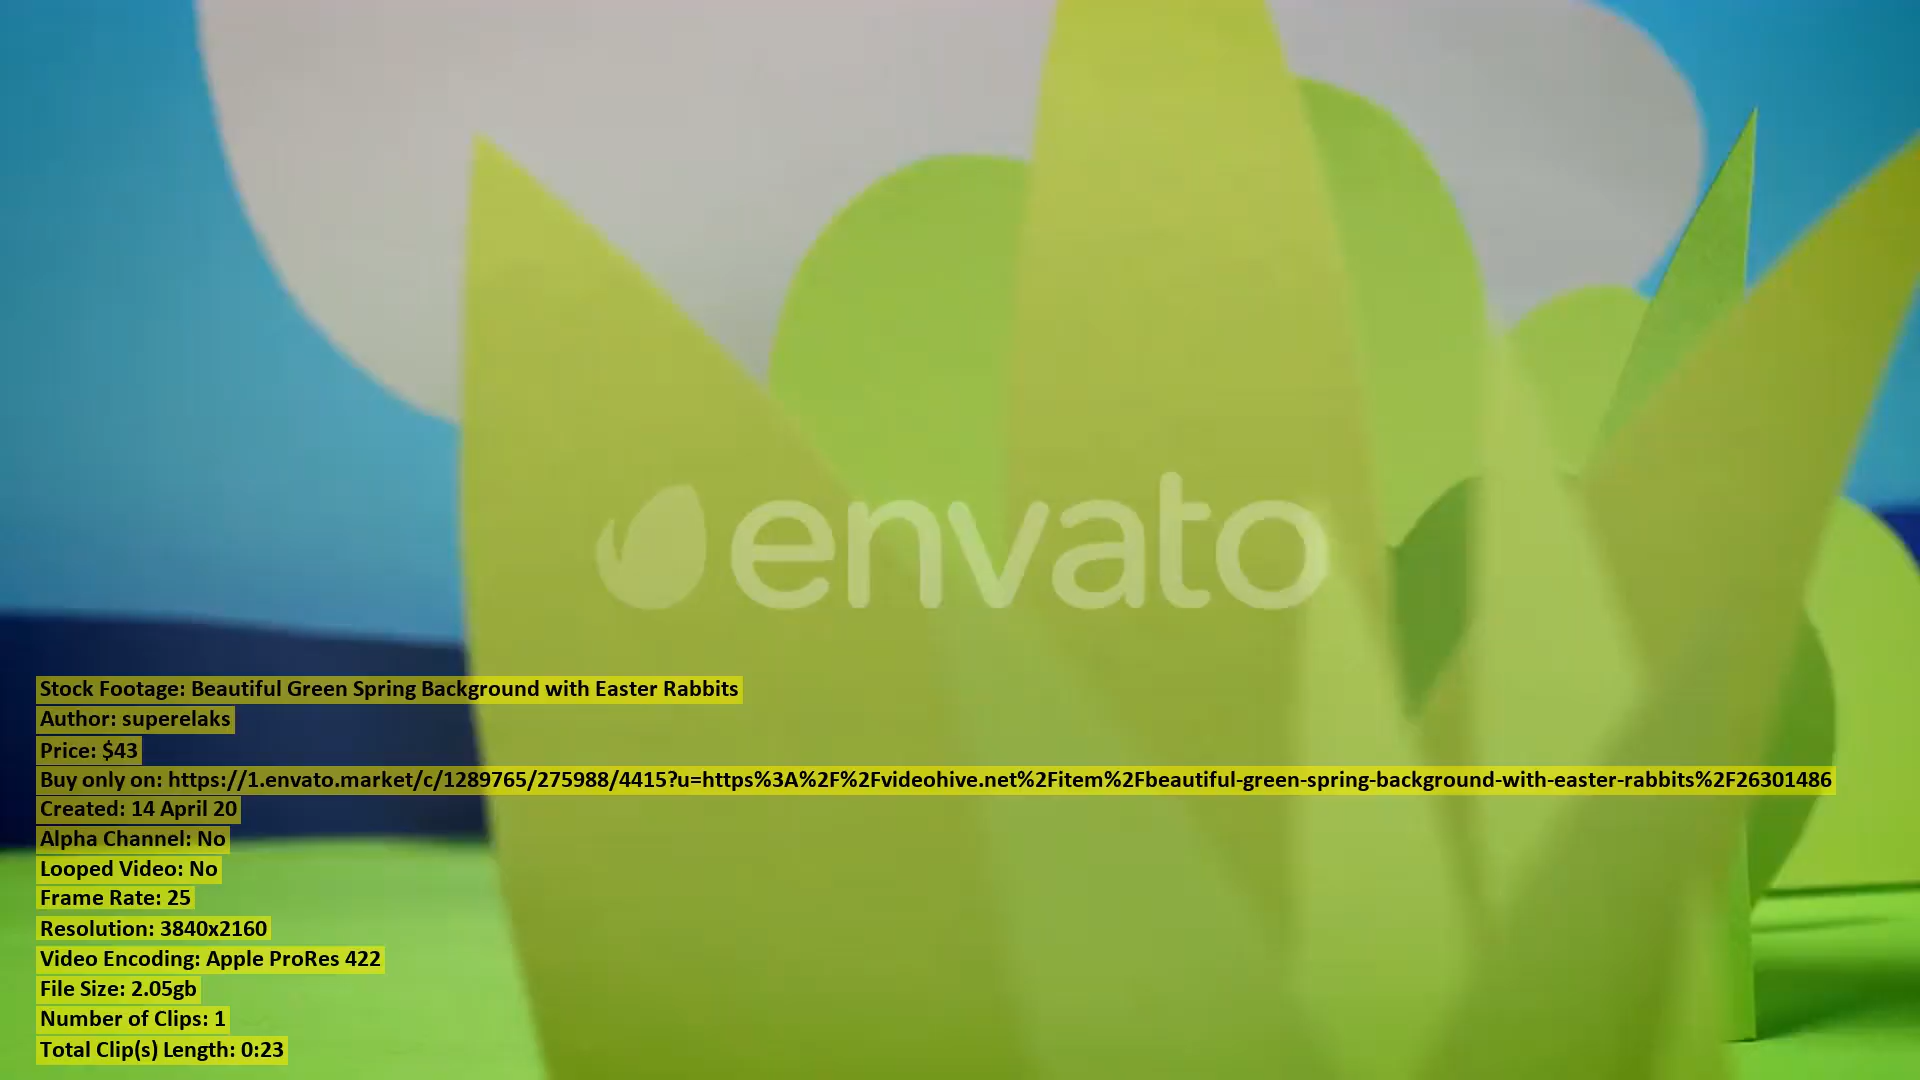 envato
Stock Footage: Beautiful Green Spring Background with Easter Rabbits
Author: superelaks
Price: $43
Buy only on: https://1.envato.market/c/1289765/275988/4415?u=https%3A%2F%2Fvideohive.net%2Fitem%2Fbeautiful-green-spring-background-with-easter-rabbits%2F26301486
Created: 14 April 20
Alpha Channel: No
Looped Video: No
Frame Rate: 25
Resolution: 3840x2160
Video Encoding: Apple ProRes 422
File Size: 2.05gb
Number of Clips: 1
Total Clip(s) Length: 0:23